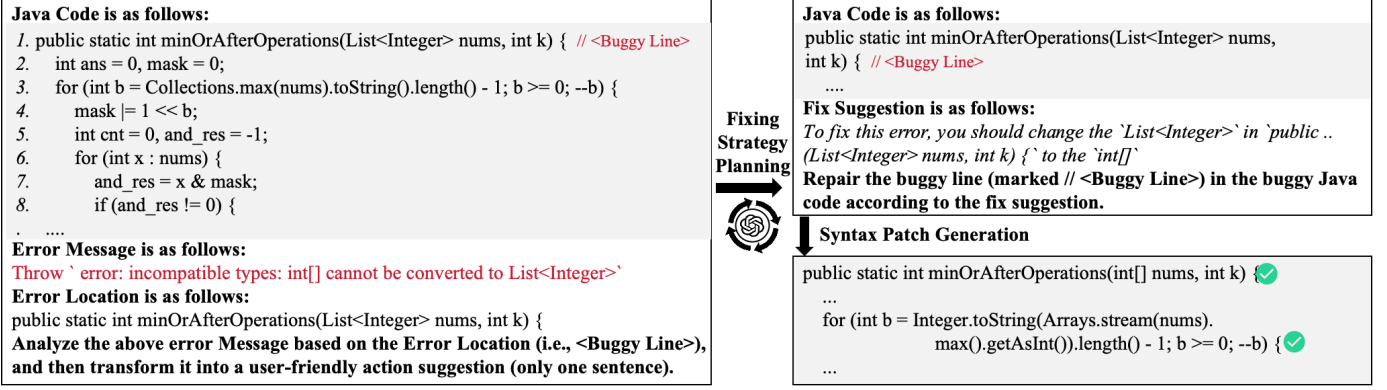 Java Code is as follows:
1. public static int minOrAfterOperations(List<Integer> nums, int k) { // <Buggy Line>
2. int ans = 0, mask = 0;
3. for (int b = Collections.max(nums).toString().length() - 1; b >= 0; --b) {
4. mask |= 1 << b;
5. int cnt = 0, and_res = -1;
6. for (int x : nums) {
7. and_res = x & mask;
8. if (and_res != 0) {
. ....
Error Message is as follows:
Throw ` error: incompatible types: int[] cannot be converted to List<Integer>`
Error Location is as follows:
public static int minOrAfterOperations(List<Integer> nums, int k) {
Analyze the above error Message based on the Error Location (i.e., <Buggy Line>),
and then transform it into a user-friendly action suggestion (only one sentence).
Fixing
Strategy
Planning
Java Code is as follows:
public static int minOrAfterOperations(List<Integer> nums,
int k) { // <Buggy Line>
....
Fix Suggestion is as follows:
To fix this error, you should change the `List<Integer>` in `public ..
(List<Integer> nums, int k) {` to the `int[]`
Repair the buggy line (marked // <Buggy Line>) in the buggy Java
code according to the fix suggestion.
Syntax Patch Generation
public static int minOrAfterOperations(int[] nums, int k) {
...
for (int b = Integer.toString(Arrays.stream(nums).
max().getAsInt()).length() - 1; b >= 0; --b) {
...